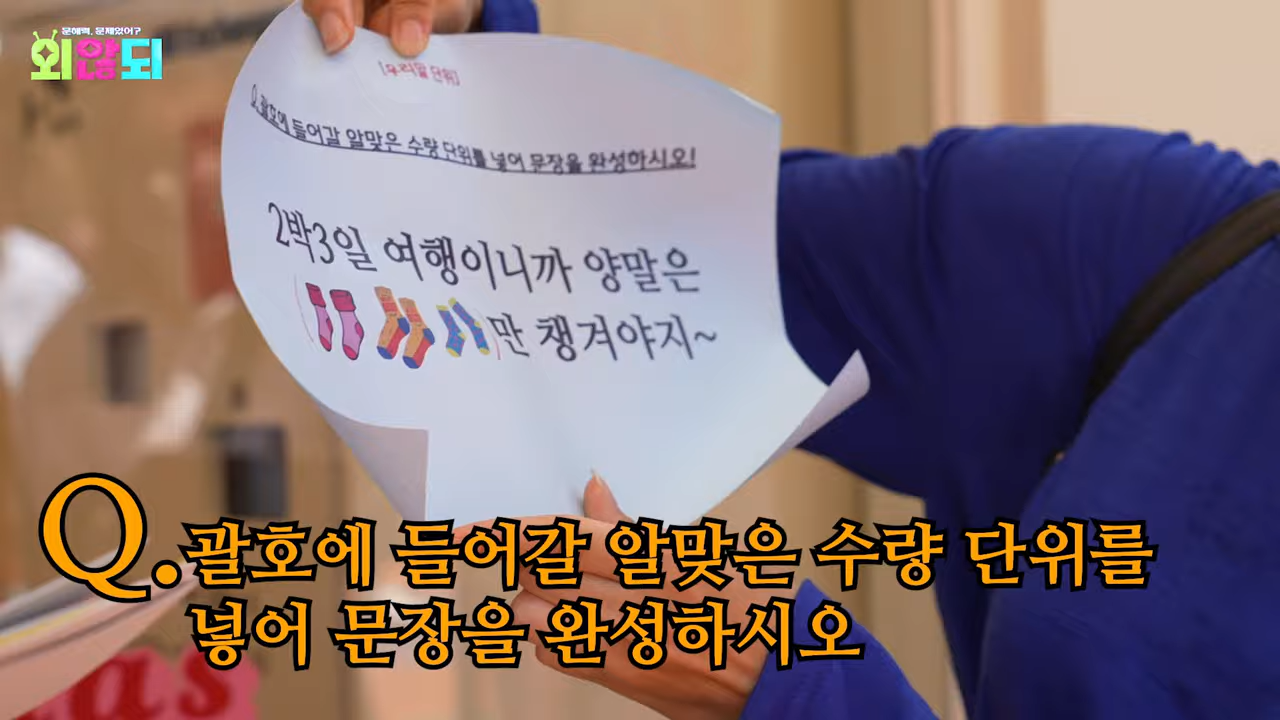 문해력, 문제있어?
외않되
[우리말 단위]
Q. 괄호에 들어갈 알맞은 수량 단위를 넣어 문장을 완성하시오!
2박3일 여행이니까 양말은
( )만 챙겨야지~
Q.괄호에 들어갈 알맞은 수량 단위를
넣어 문장을 완성하시오
as